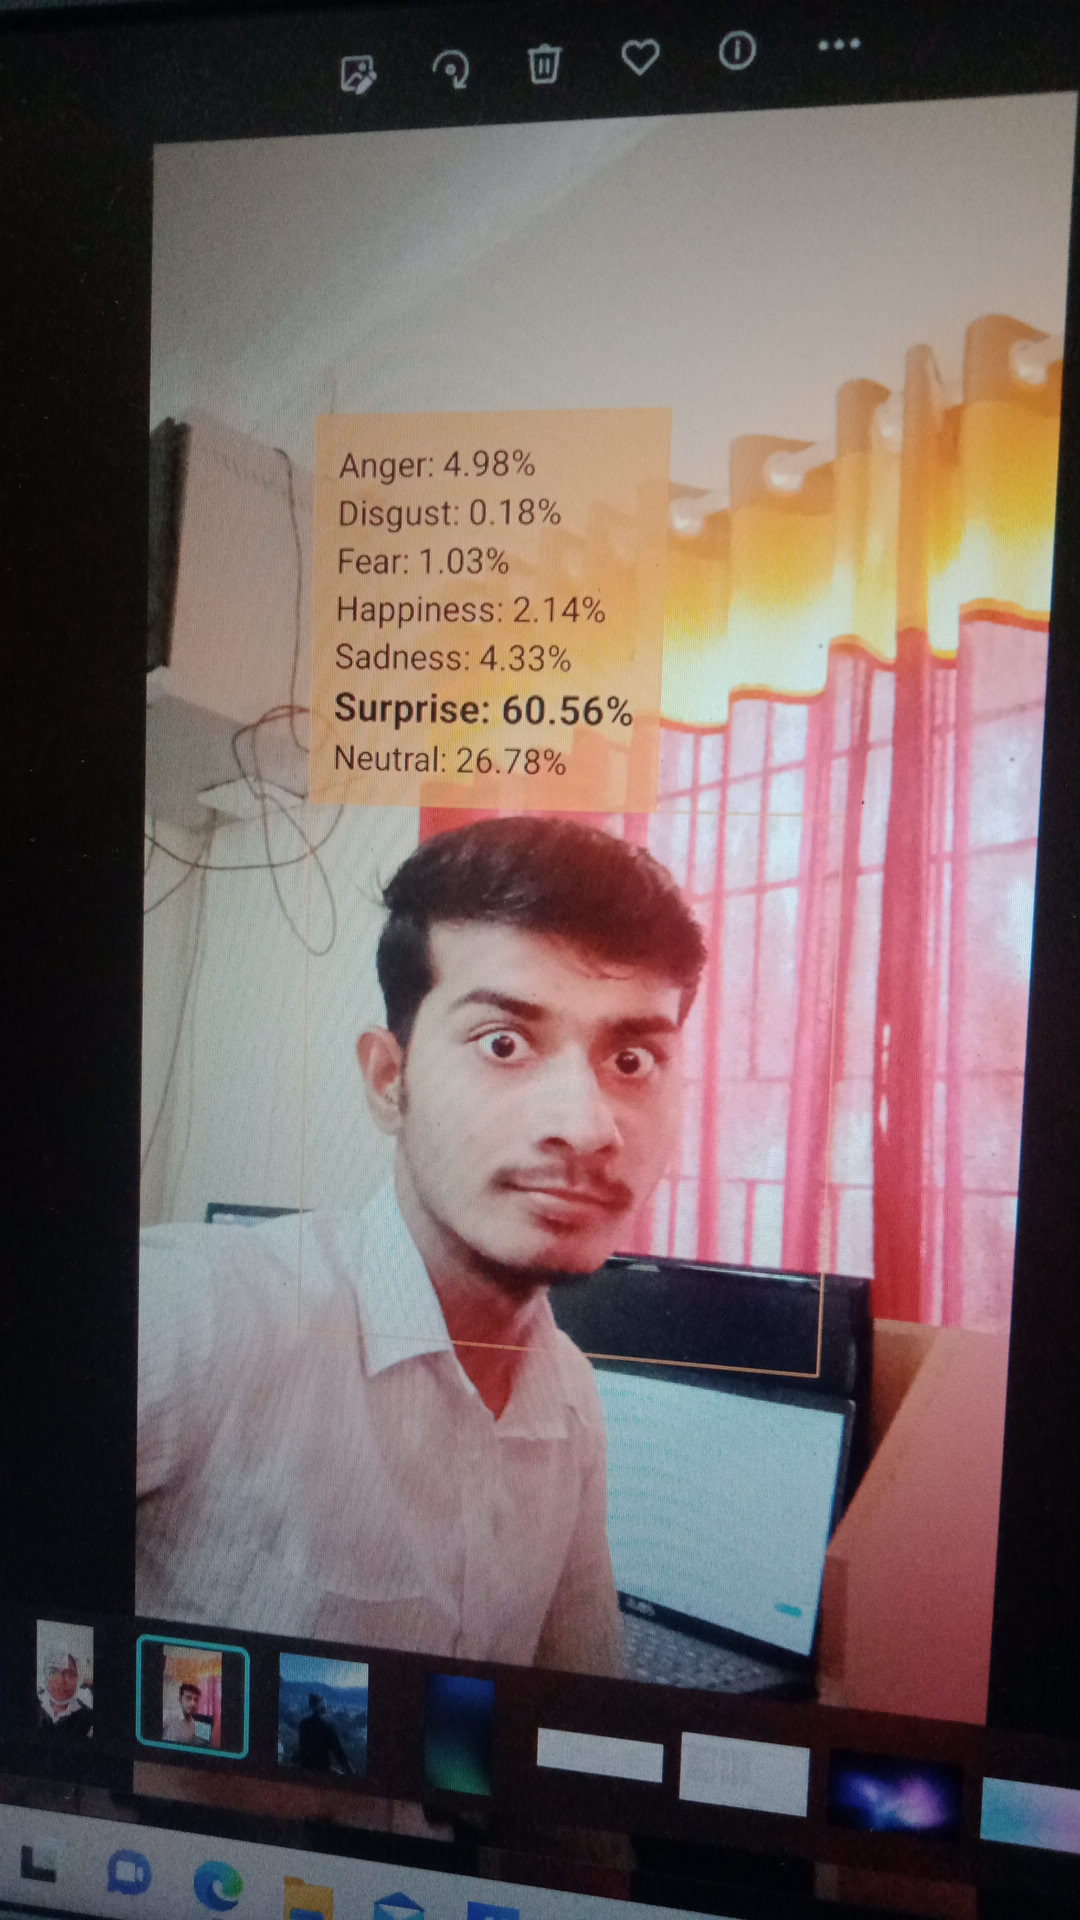 Anger: 4.98%
Disgust: 0.18%
Fear: 1.03%
Happiness: 2.14%
Sadness: 4.33%
Surprise: 60.56%
Neutral: 26.78%